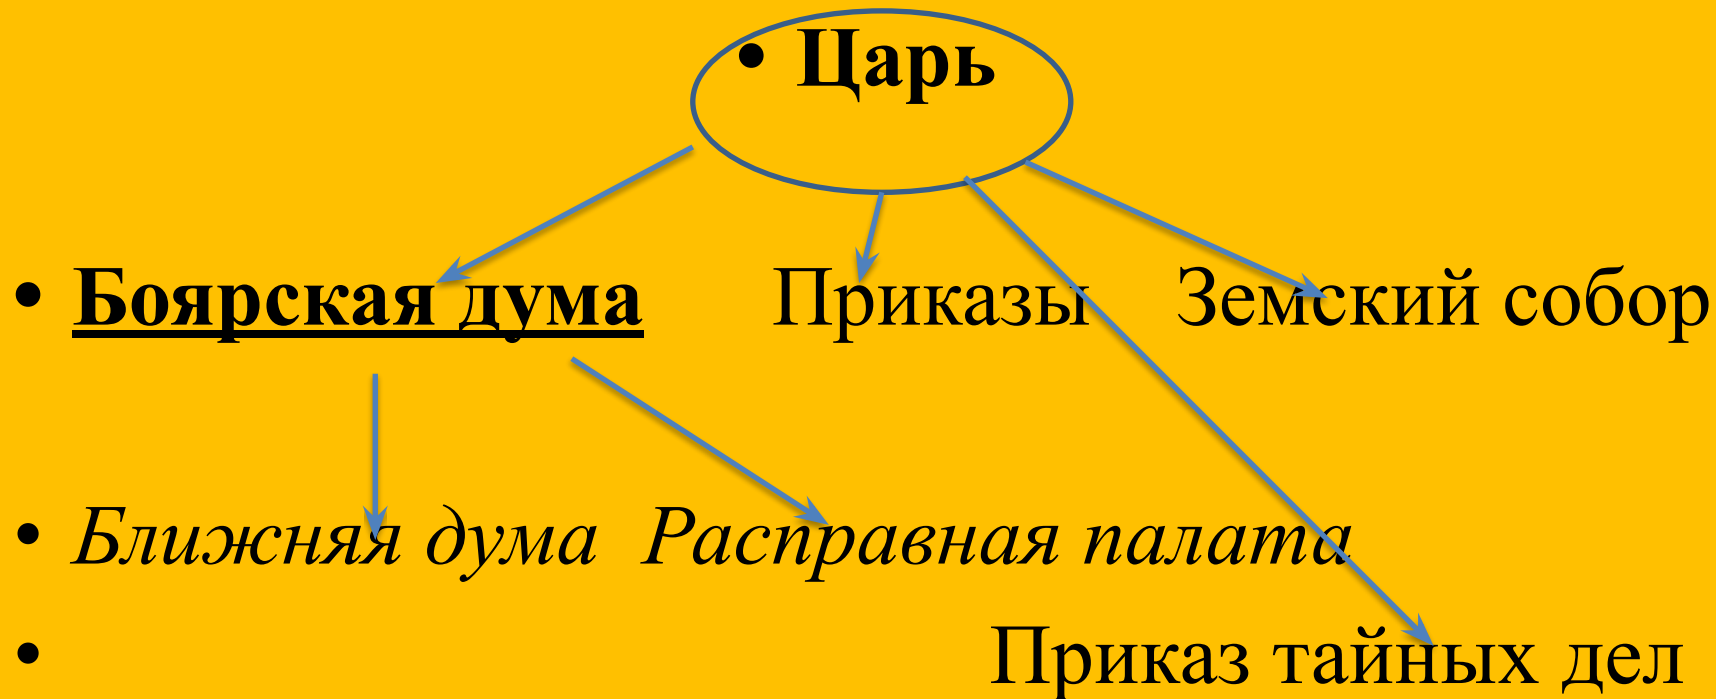 • Царь
• Боярская дума Приказы Земский собор
• Ближняя дума Расправная палата
• Приказ тайных дел